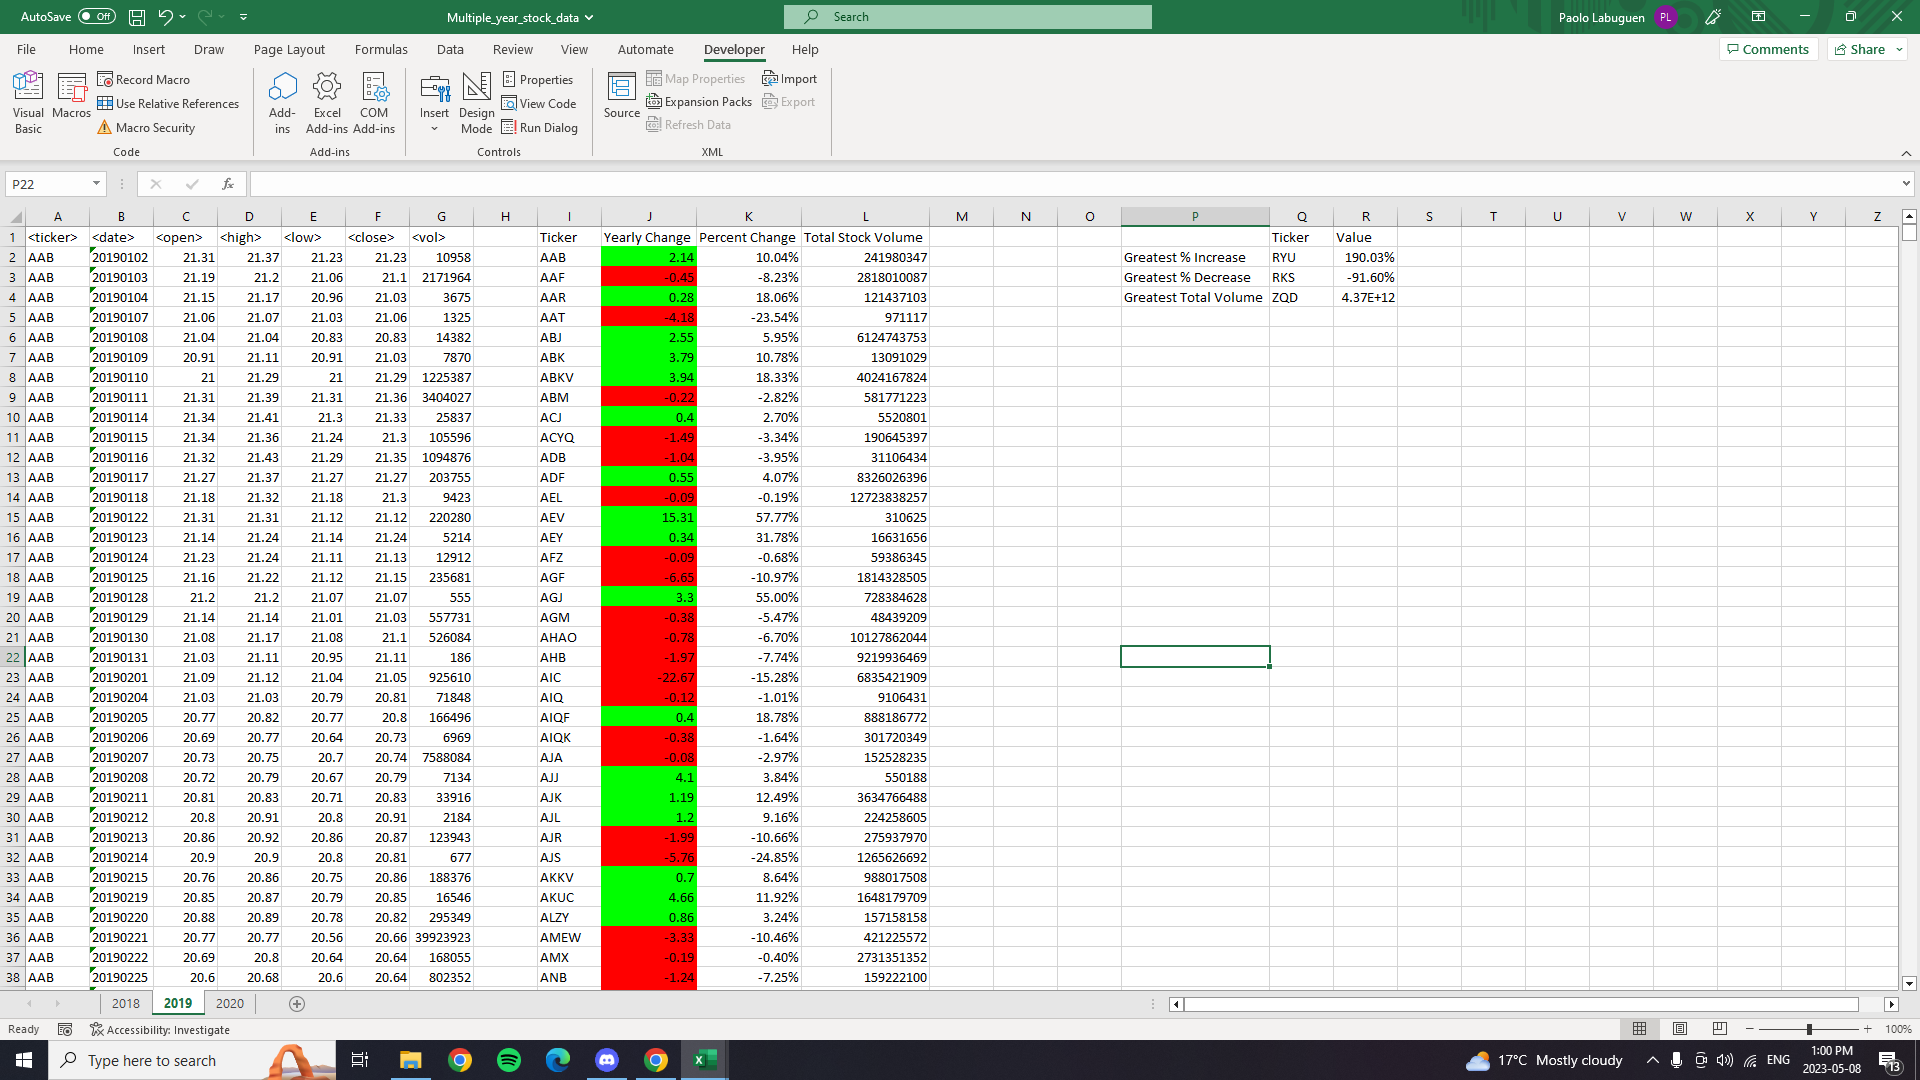 AutoSave Off Multiple_year_stock_data Search Paolo Labuguen PL
File Home Insert Draw Page Layout Formulas Data Review View Automate Developer Help Comments Share
Visual Basic Macros Record Macro Use Relative References Macro Security Add-ins Excel Add-ins COM Add-ins Insert Design Mode Properties View Code Run Dialog Source Map Properties Expansion Packs Refresh Data Import Export
Code Add-ins Controls XML
P22 fx
A B C D E F G H I J K L M N O P Q R S T U V W X Y Z
1 <ticker> <date> <open> <high> <low> <close> <vol> Ticker Yearly Change Percent Change Total Stock Volume Ticker Value
2 AAB 20190102 21.31 21.37 21.23 21.23 10958 AAB 2.14 10.04% 241980347 Greatest % Increase RYU 190.03%
3 AAB 20190103 21.19 21.2 21.06 21.1 2171964 AAF -0.45 -8.23% 2818010087 Greatest % Decrease RKS -91.60%
4 AAB 20190104 21.15 21.17 20.96 21.03 3675 AAR 0.28 18.06% 121437103 Greatest Total Volume ZQD 4.37E+12
5 AAB 20190107 21.06 21.07 21.03 21.06 1325 AAT -4.18 -23.54% 971117
6 AAB 20190108 21.04 21.04 20.83 20.83 14382 ABJ 2.55 5.95% 6124743753
7 AAB 20190109 20.91 21.11 20.91 21.03 7870 ABK 3.79 10.78% 13091029
8 AAB 20190110 21 21.29 21 21.29 1225387 ABKV 3.94 18.33% 4024167824
9 AAB 20190111 21.31 21.39 21.31 21.36 3404027 ABM -0.22 -2.82% 581771223
10 AAB 20190114 21.34 21.41 21.3 21.33 25837 ACJ 0.4 2.70% 5520801
11 AAB 20190115 21.34 21.36 21.24 21.3 105596 ACYQ -1.49 -3.34% 190645397
12 AAB 20190116 21.32 21.43 21.29 21.35 1094876 ADB -1.04 -3.95% 31106434
13 AAB 20190117 21.27 21.37 21.27 21.27 203755 ADF 0.55 4.07% 8326026396
14 AAB 20190118 21.18 21.32 21.18 21.3 9423 AEL -0.09 -0.19% 12723838257
15 AAB 20190122 21.31 21.31 21.12 21.12 220280 AEV 15.31 57.77% 310625
16 AAB 20190123 21.14 21.24 21.14 21.24 5214 AEY 0.34 31.78% 16631656
17 AAB 20190124 21.23 21.24 21.11 21.13 12912 AFZ -0.09 -0.68% 59386345
18 AAB 20190125 21.16 21.22 21.12 21.15 235681 AGF -6.65 -10.97% 1814328505
19 AAB 20190128 21.2 21.2 21.07 21.07 555 AGJ 3.3 55.00% 728384628
20 AAB 20190129 21.14 21.14 21.01 21.03 557731 AGM -0.38 -5.47% 48439209
21 AAB 20190130 21.08 21.17 21.08 21.1 526084 AHAO -0.78 -6.70% 10127862044
22 AAB 20190131 21.03 21.11 20.95 21.11 186 AHB -1.97 -7.74% 9219936469
23 AAB 20190201 21.09 21.12 21.04 21.05 925610 AIC -22.67 -15.28% 6835421909
24 AAB 20190204 21.03 21.03 20.79 20.81 71848 AIQ -0.12 -1.01% 9106431
25 AAB 20190205 20.77 20.82 20.77 20.8 166496 AIQF 0.4 18.78% 888186772
26 AAB 20190206 20.69 20.77 20.64 20.73 6969 AIQK -0.38 -1.64% 301720349
27 AAB 20190207 20.73 20.75 20.7 20.74 7588084 AJA -0.08 -2.97% 152528235
28 AAB 20190208 20.72 20.79 20.67 20.79 7134 AJJ 4.1 3.84% 550188
29 AAB 20190211 20.81 20.83 20.71 20.83 33916 AJK 1.19 12.49% 3634766488
30 AAB 20190212 20.8 20.91 20.8 20.91 2184 AJL 1.2 9.16% 224258605
31 AAB 20190213 20.86 20.92 20.86 20.87 123943 AJR -1.99 -10.66% 275937970
32 AAB 20190214 20.9 20.9 20.8 20.81 677 AJS -5.76 -24.85% 1265626692
33 AAB 20190215 20.76 20.86 20.75 20.86 188376 AKKV 0.7 8.64% 988017508
34 AAB 20190219 20.85 20.87 20.79 20.85 16546 AKUC 4.66 11.92% 1648179709
35 AAB 20190220 20.88 20.89 20.78 20.82 295349 ALZY 0.86 3.24% 157158158
36 AAB 20190221 20.77 20.77 20.56 20.66 39923923 AMEW -3.33 -10.46% 421225572
37 AAB 20190222 20.69 20.8 20.64 20.64 168055 AMX -0.19 -0.40% 2731351352
38 AAB 20190225 20.6 20.68 20.6 20.64 802352 ANB -1.24 -7.25% 159222100
2018 2019 2020
Ready Accessibility: Investigate 100%
Type here to search 17°C Mostly cloudy ENG 1:00 PM 13
2023-05-08